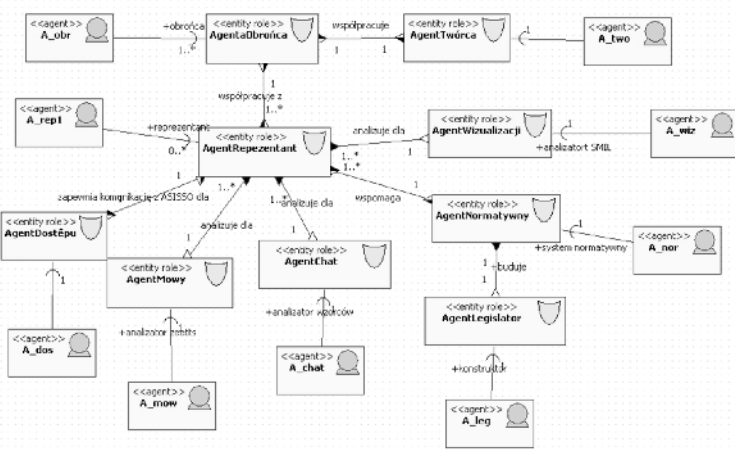 <<agent>>
A_obr
+obrońca
1..*
<<entity role>>
AgentaObrońca
współpracuje
1
1
<<entity role>>
AgentTwórca
1
<<agent>>
A_two
1
współpracuje z
1..*
<<agent>>
A_rep1
+reprezentant
0..*
<<entity role>>
AgentRepezentant
analizuje dla
1..*
1
<<entity role>>
AgentWizualizacji
1
+analizatort SMIL
<<agent>>
A_wiz
1..*
wspomaga
1
<<entity role>>
AgentNormatywny
1
+system normatywny
<<agent>>
A_nor
zapewnia komunikację z ASISSO dla
1
<<entity role>>
AgentDostępu
1
<<agent>>
A_dos
1..*
analizuje dla
1
<<entity role>>
AgentMowy
+analizator
<<agent>>
A_mow
1..*
analizuje dla
1
<<entity role>>
AgentChat
+analizator wzorców
<<agent>>
A_chat
1
+buduje
1
<<entity role>>
AgentLegislator
+konstruktor
<<agent>>
A_leg